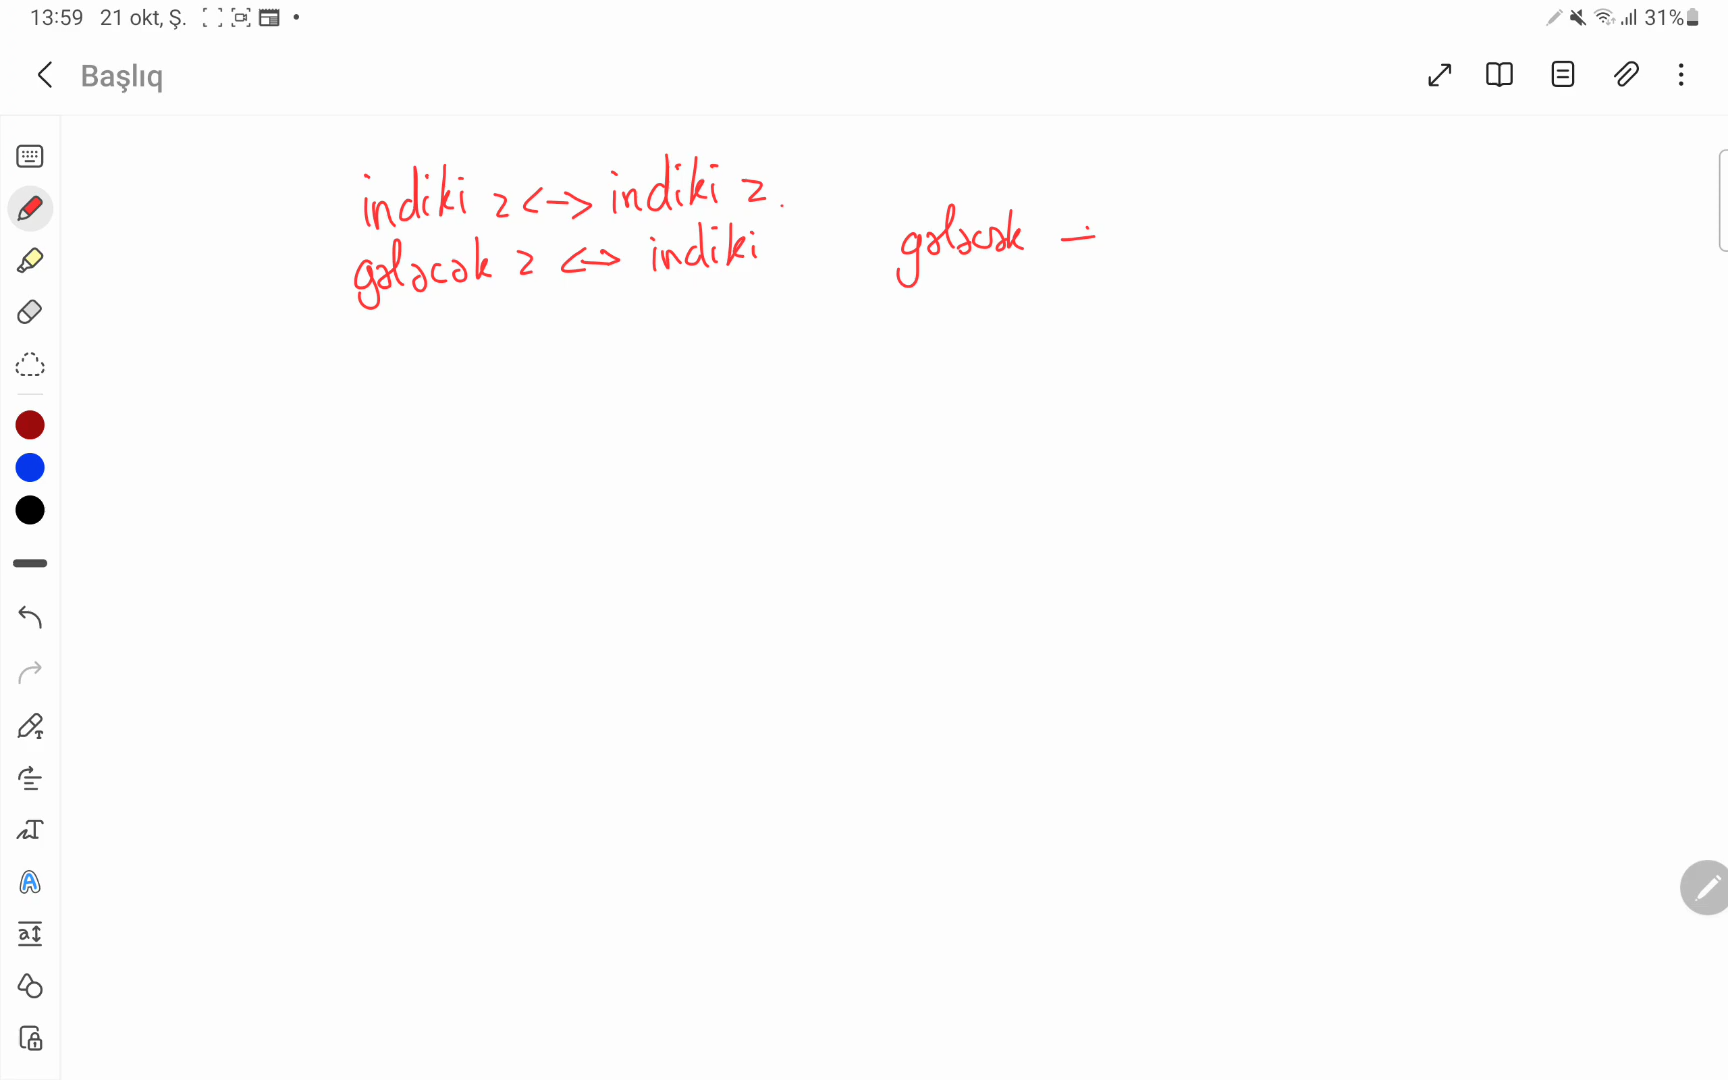 13:59 21 okt, Ş. 31%
Başlıq
indiki z <-> indiki z.
gələcək z <=> indiki gələcək ÷